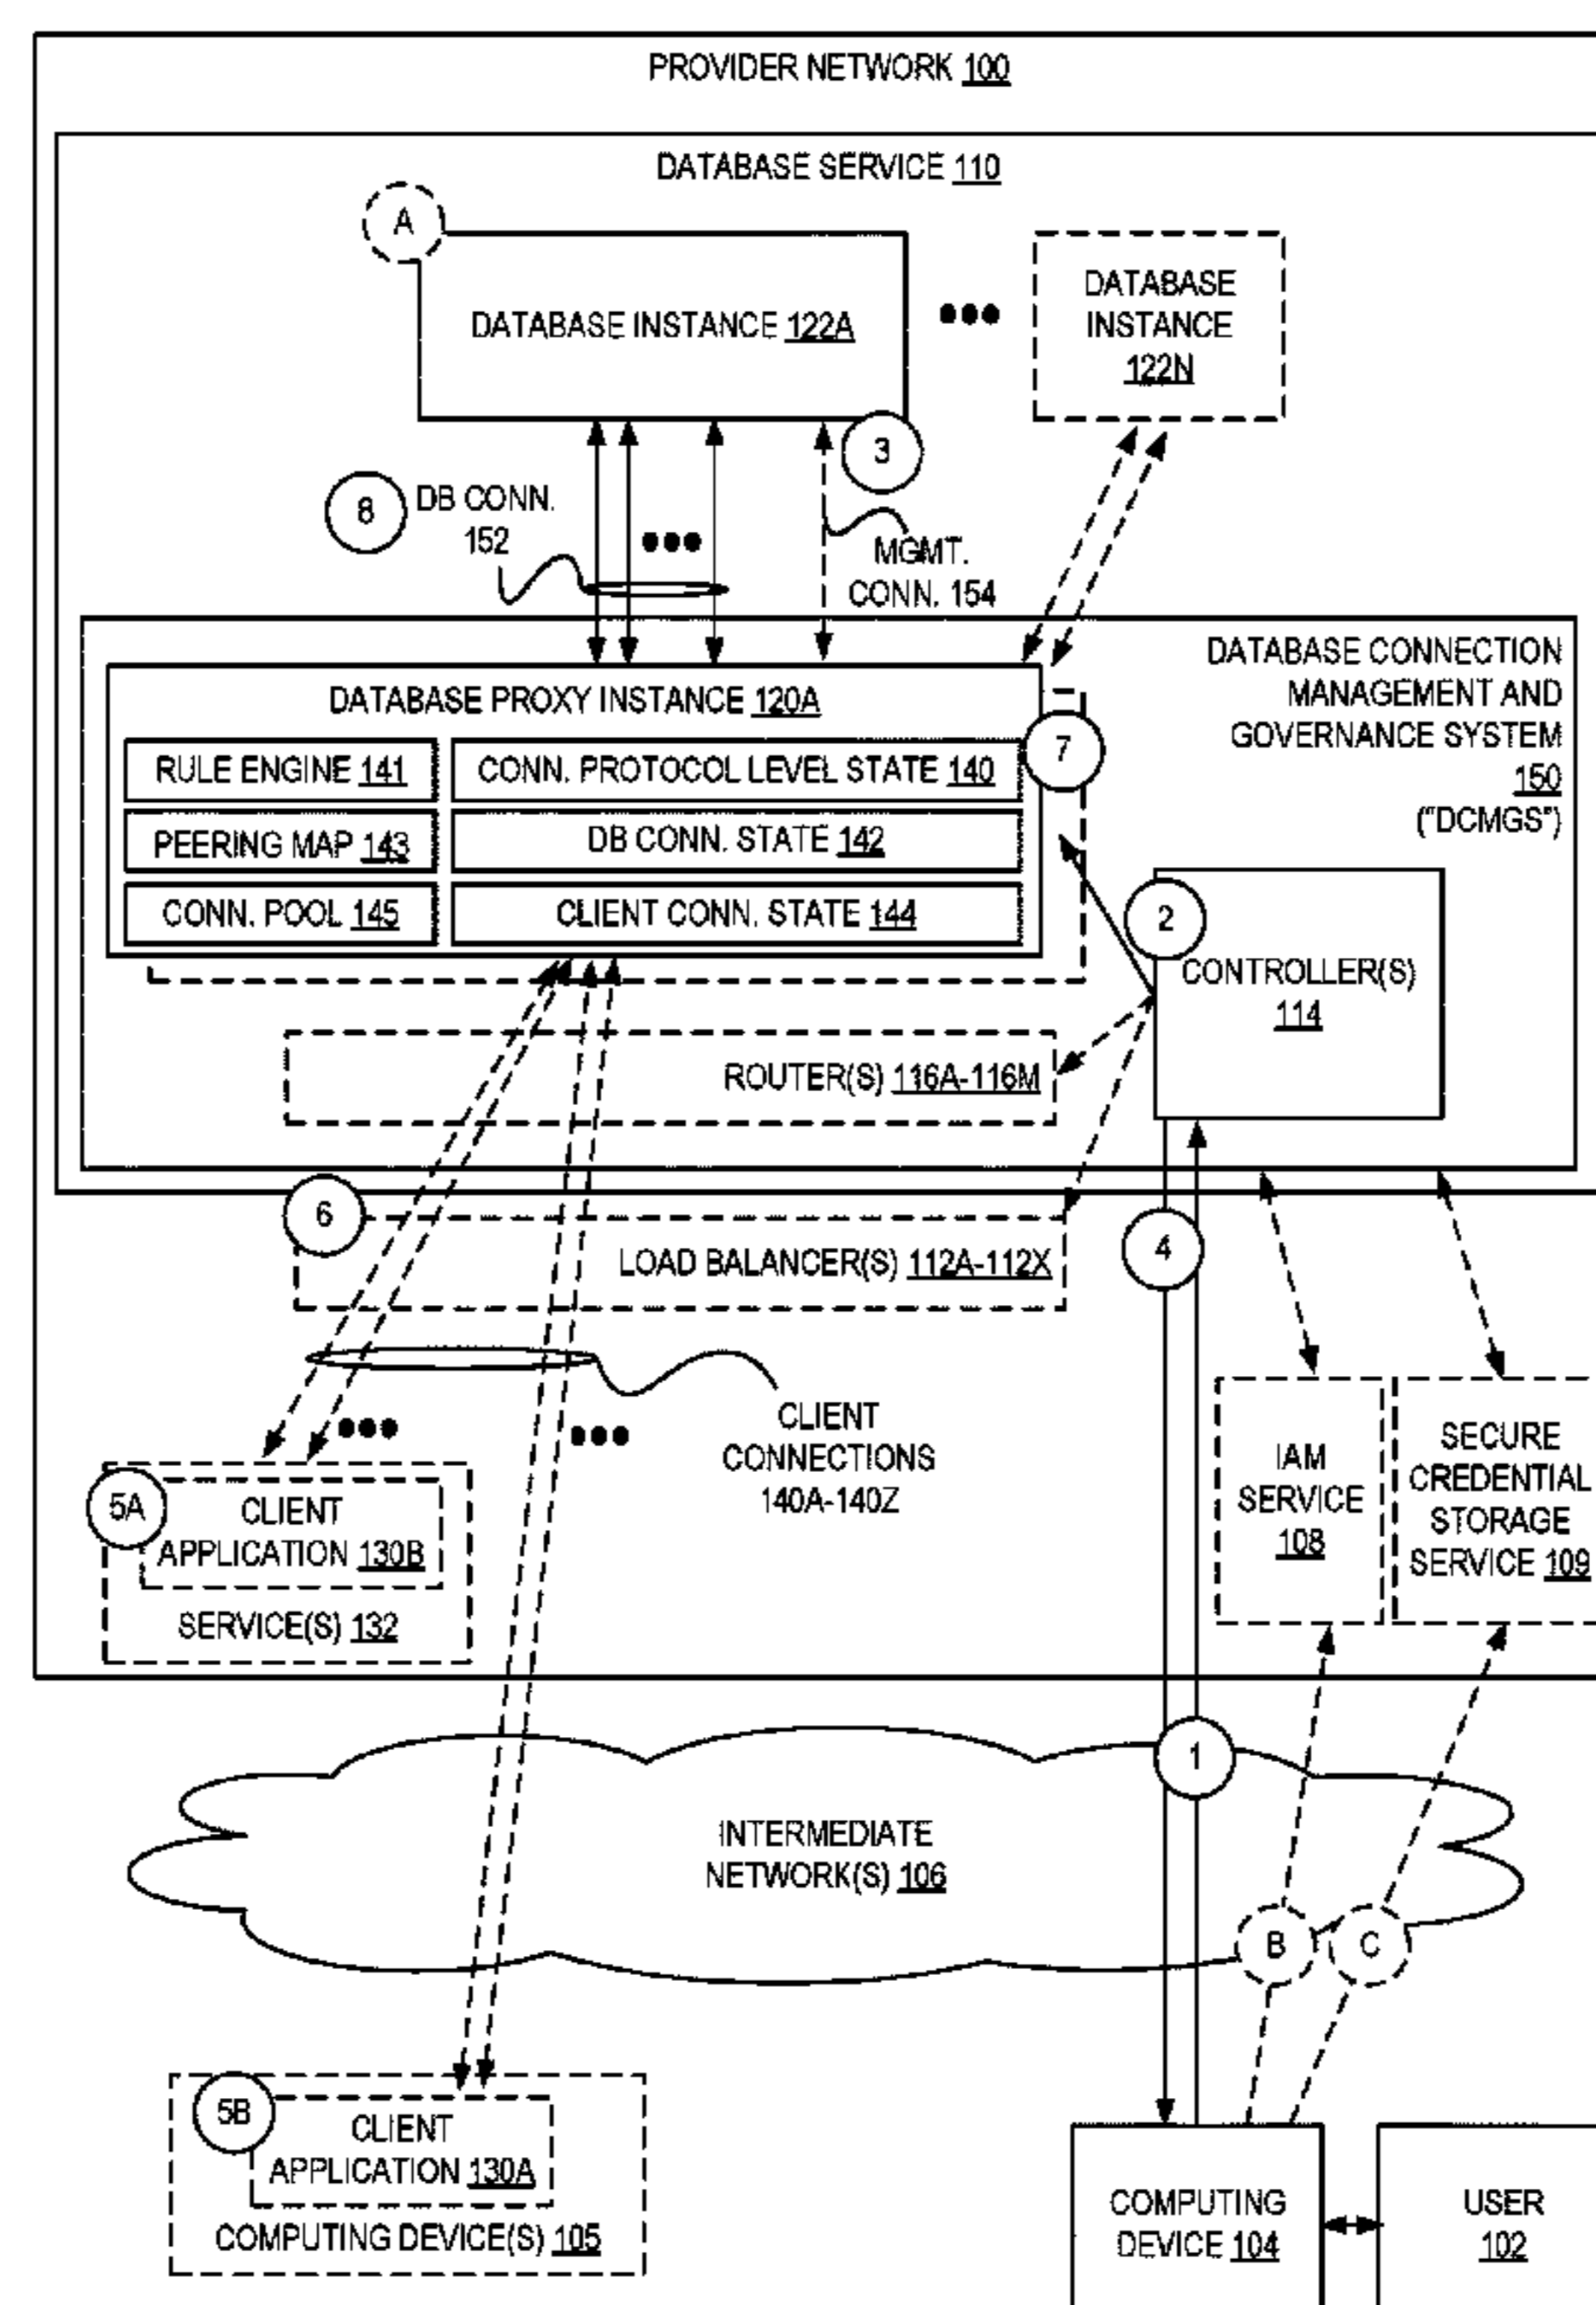 PROVIDER NETWORK 100
DATABASE SERVICE 110
A
DATABASE INSTANCE 122A
DATABASE
INSTANCE
122N
3
8
DB CONN.
152
MGMT.
CONN. 154
DATABASE CONNECTION
MANAGEMENT AND
GOVERNANCE SYSTEM
150
("DCMGS")
DATABASE PROXY INSTANCE 120A
7
RULE ENGINE 141
CONN. PROTOCOL LEVEL STATE 140
PEERING MAP 143
DB CONN. STATE 142
CONN. POOL 145
CLIENT CONN. STATE 144
2
CONTROLLER(S)
114
ROUTER(S) 116A-116M
6
LOAD BALANCER(S) 112A-112X
4
CLIENT
CONNECTIONS
140A-140Z
5A
CLIENT
APPLICATION 130B
SERVICE(S) 132
IAM
SERVICE
108
SECURE
CREDENTIAL
STORAGE
SERVICE 109
1
INTERMEDIATE
NETWORK(S) 106
B
C
5B
CLIENT
APPLICATION 130A
COMPUTING DEVICE(S) 105
COMPUTING
DEVICE 104
USER
102